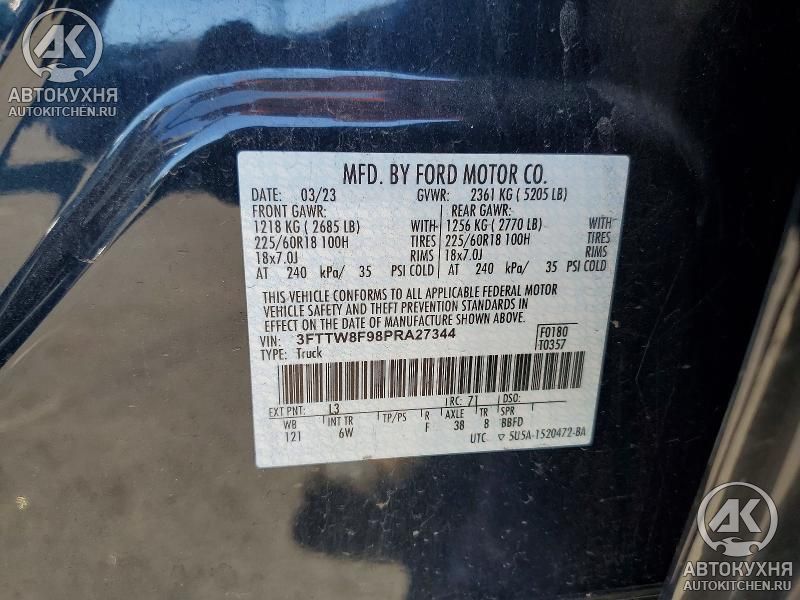 AK
АВТОКУХНЯ
AUTOKITCHEN.RU
MFD. BY FORD MOTOR CO.
DATE: 03/23 GVWR: 2361 KG ( 5205 LB)
FRONT GAWR: REAR GAWR:
1218 KG ( 2685 LB) WITH 1256 KG ( 2770 LB) WITH
225/60R18 100H TIRES 225/60R18 100H TIRES
18x7.0J RIMS 18x7.0J RIMS
AT 240 kPa/ 35 PSI COLD AT 240 kPa/ 35 PSI COLD
THIS VEHICLE CONFORMS TO ALL APPLICABLE FEDERAL MOTOR
VEHICLE SAFETY AND THEFT PREVENTION STANDARDS IN
EFFECT ON THE DATE OF MANUFACTURE SHOWN ABOVE.
VIN: 3FTTW8F98PRA27344 F0180
TYPE: Truck T0357
EXT PNT: L3 RC: 71 DSO:
WB INT TR TP/PS R AXLE TR SPR
121 6W F 38 8 BBFD
UTC ▽ 5U5A-1520472-BA
AK
АВТОКУХНЯ
AUTOKITCHEN.RU